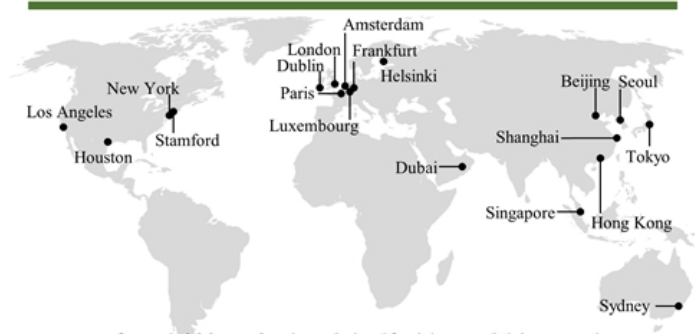 Amsterdam
London
Frankfurt
Dublin
Helsinki
Paris
Luxembourg
New York
Los Angeles
Stamford
Houston
Beijing
Seoul
Shanghai
Tokyo
Dubai
Singapore
Hong Kong
Sydney